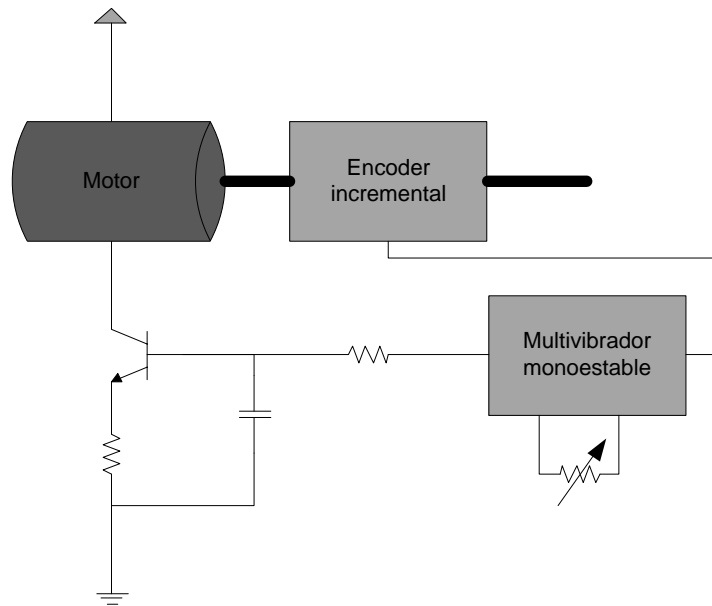 Motor
Encoder
incremental
Multivibrador
monoestable